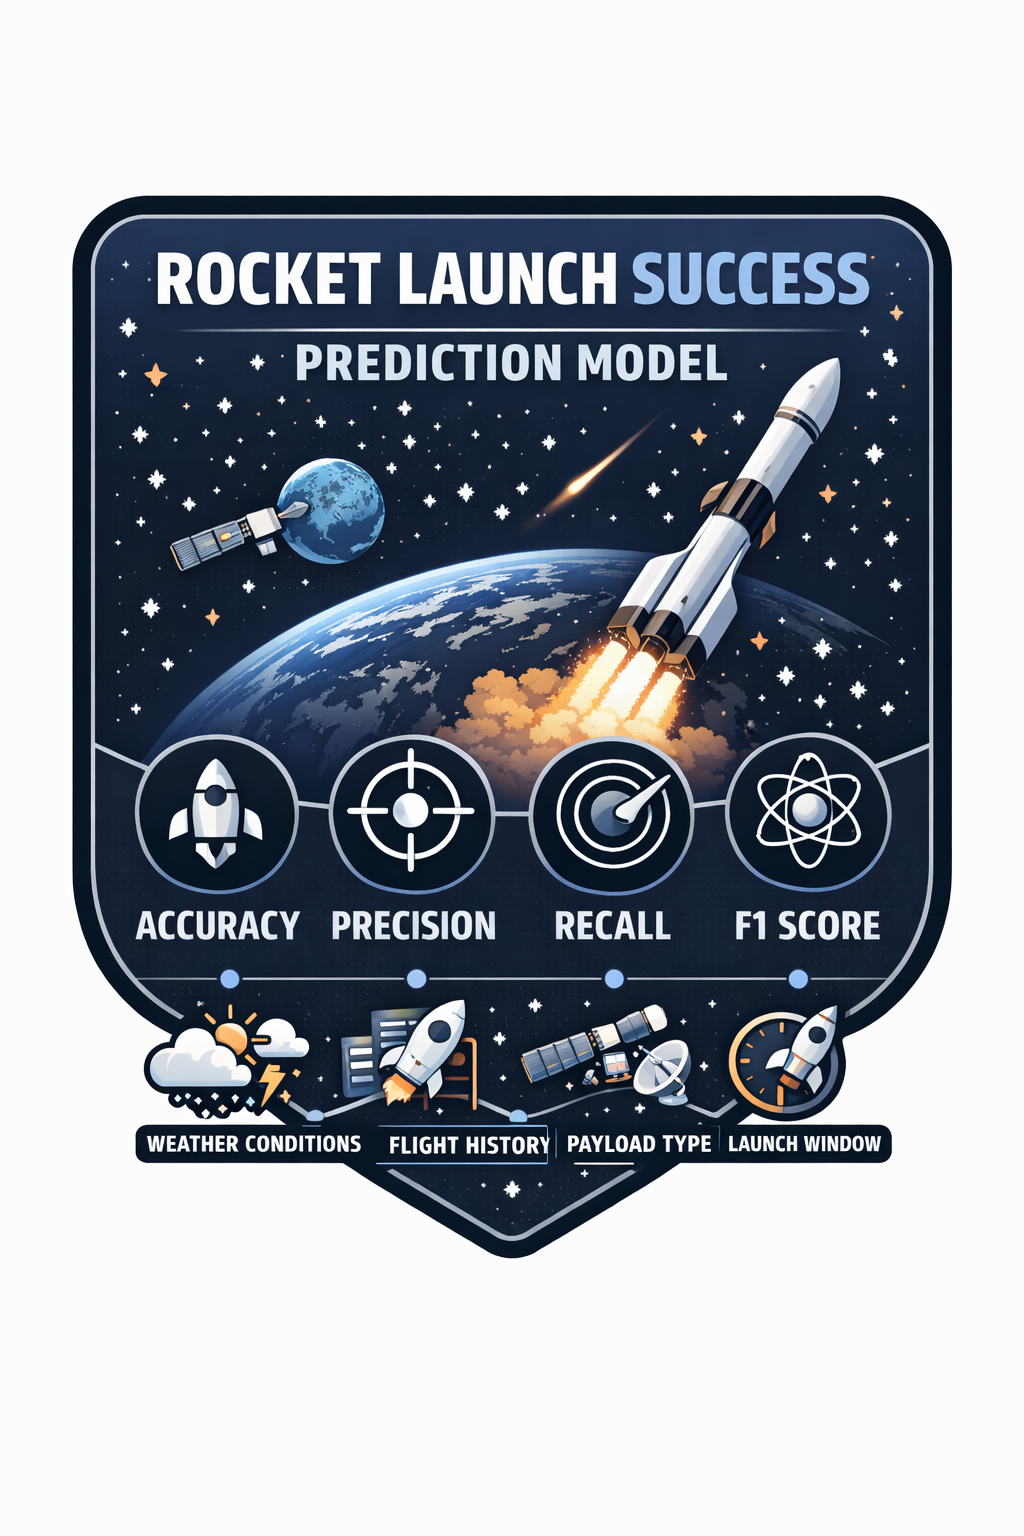 ROCKET LAUNCH SUCCESS
PREDICTION MODEL
ACCURACY PRECISION RECALL F1 SCORE
WEATHER CONDITIONS FLIGHT HISTORY PAYLOAD TYPE LAUNCH WINDOW